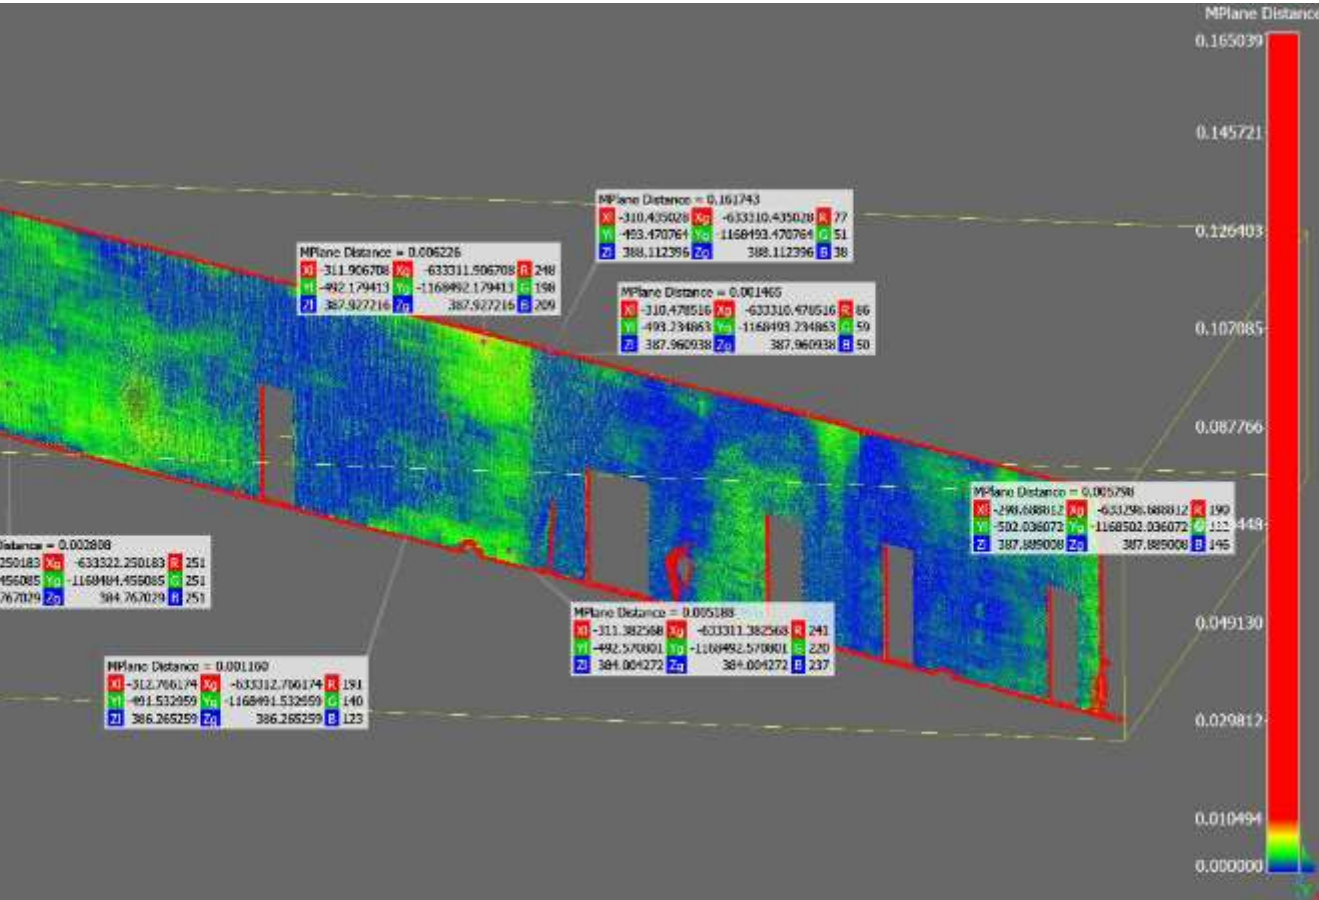 MPlane Distance
0.165039
0.145721
0.126403
0.107085
0.087766
448
0.049130
0.029812
0.010494
0.000000
MPlane Distance = 0.161743
Xl -310.435028 Xg -633310.435028 R 77
Yl -493.470764 Yg -1168493.470764 G 51
Zl 388.112396 Zg 388.112396 B 38
MPlane Distance = 0.006226
Xl -311.906708 Xg -633311.906708 R 248
Yl -492.179413 Yg -1168492.179413 G 198
Zl 387.927216 Zg 387.927216 B 209
MPlane Distance = 0.001465
Xl -310.478516 Xg -633310.478516 R 86
Yl -493.234863 Yg -1168493.234863 G 59
Zl 387.960938 Zg 387.960938 B 50
MPlane Distance = 0.005798
Xl -298.688812 Xg -633298.688812 R 190
Yl -502.036072 Yg -1168502.036072 G
Zl 387.889008 Zg 387.889008 B 146
istance = 0.002808
250183 Xg -633322.250183 R 251
456085 Yg -1168484.456085 G 251
767029 Zg 384.767029 B 251
MPlane Distance = 0.005188
Xl -311.382568 Xg -633311.382568 R 241
Yl -492.570801 Yg -1168492.570801 G 220
Zl 384.004272 Zg 384.004272 B 237
MPlane Distance = 0.001160
Xl -312.766174 Xg -633312.766174 R 191
Yl -491.532959 Yg -1168491.532959 G 140
Zl 386.265259 Zg 386.265259 B 123